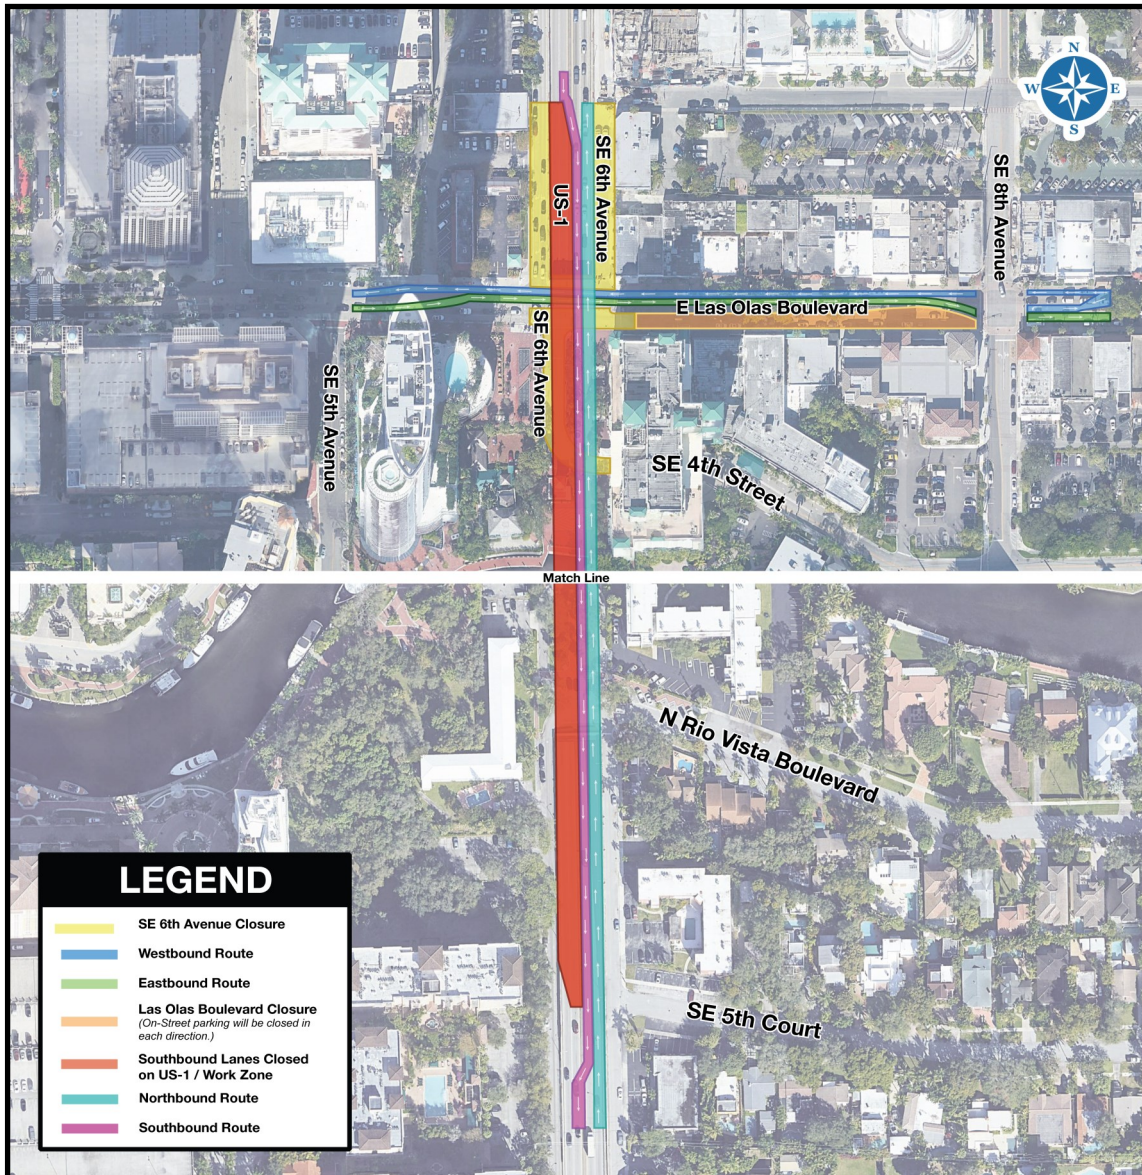 N
W
E
S
SE 6th Avenue
US-1
SE 8th Avenue
E Las Olas Boulevard
SE 6th Avenue
SE 5th Avenue
SE 4th Street
Match Line
N Rio Vista Boulevard
SE 5th Court
LEGEND
SE 6th Avenue Closure
Westbound Route
Eastbound Route
Las Olas Boulevard Closure
(On-Street parking will be closed in
each direction.)
Southbound Lanes Closed
on US-1 / Work Zone
Northbound Route
Southbound Route